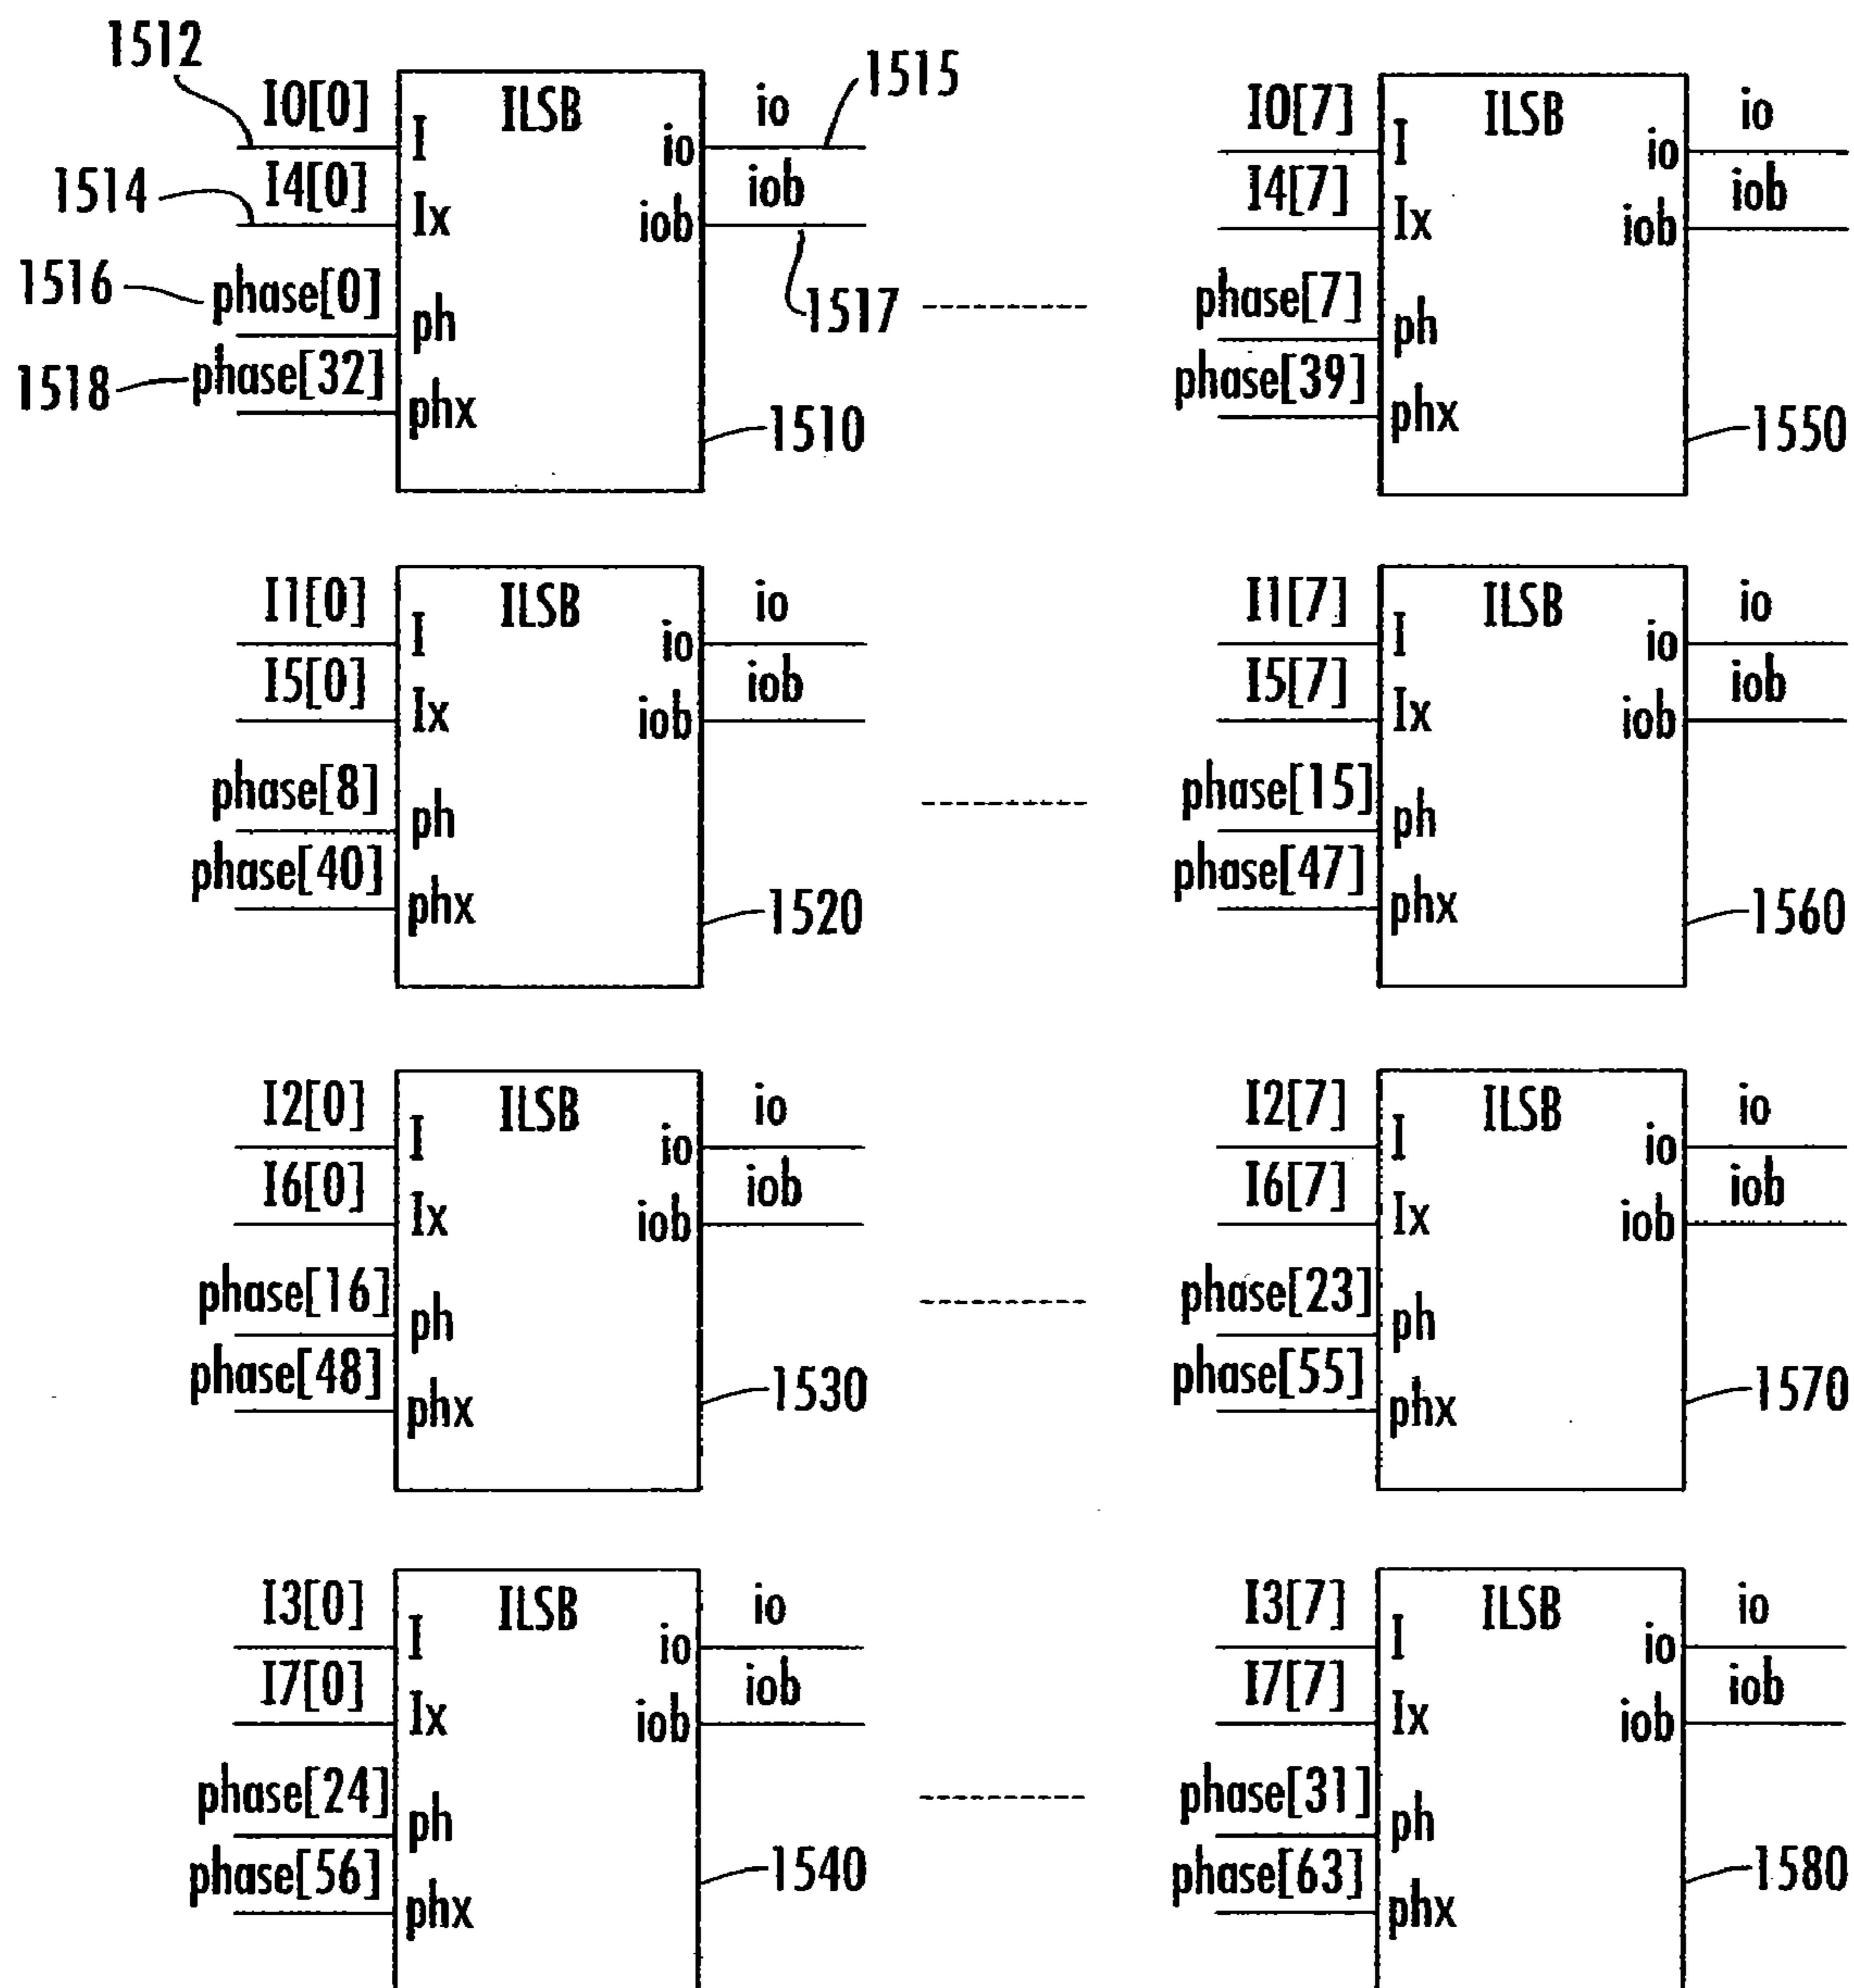 1512
I0[0]
I
ILSB
io
io
1515
1514
I4[0]
Ix
iob
iob
1516
phase[0]
ph
1517
1518
phase[32]
phx
1510
I0[7]
I
ILSB
io
io
I4[7]
Ix
iob
iob
phase[7]
ph
phase[39]
phx
1550
I1[0]
I
ILSB
io
io
I5[0]
Ix
iob
iob
phase[8]
ph
phase[40]
phx
1520
I1[7]
I
ILSB
io
io
I5[7]
Ix
iob
iob
phase[15]
ph
phase[47]
phx
1560
I2[0]
I
ILSB
io
io
I6[0]
Ix
iob
iob
phase[16]
ph
phase[48]
phx
1530
I2[7]
I
ILSB
io
io
I6[7]
Ix
iob
iob
phase[23]
ph
phase[55]
phx
1570
I3[0]
I
ILSB
io
io
I7[0]
Ix
iob
iob
phase[24]
ph
phase[56]
phx
1540
I3[7]
I
ILSB
io
io
I7[7]
Ix
iob
iob
phase[31]
ph
phase[63]
phx
1580